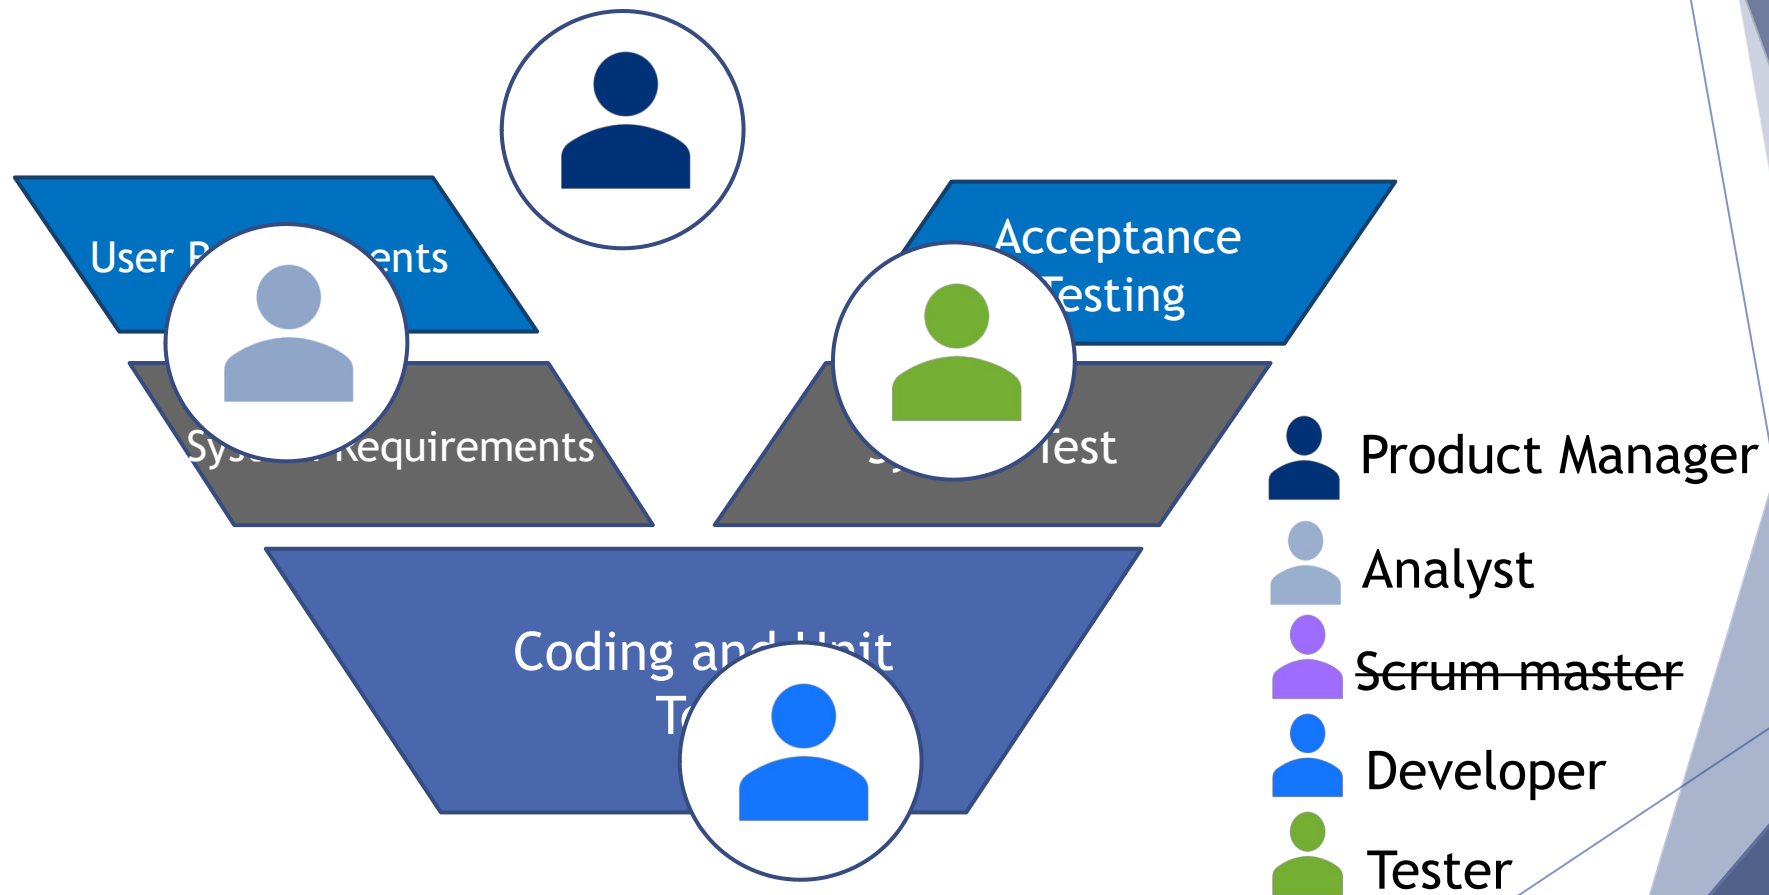 User ents
Acceptance
Testing
Sys Requirements
Test
Coding and Unit
Product Manager
Analyst
Scrum master
Developer
Tester